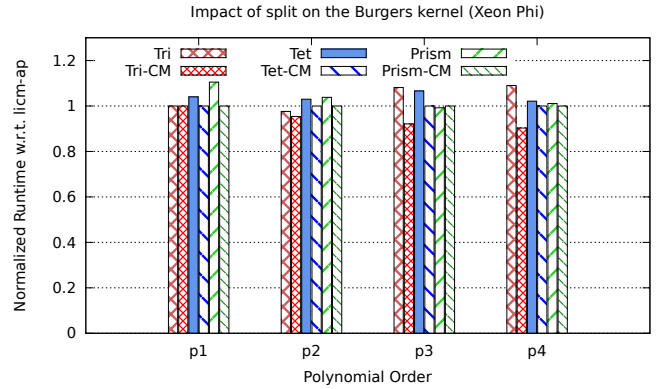 Impact of split on the Burgers kernel (Xeon Phi)
Tri Tet Prism
Tri-CM Tet-CM Prism-CM
Normalized Runtime w.r.t. licm-ap
1.2
1
0.8
0.6
0.4
0.2
0
p1 p2 p3 p4
Polynomial Order